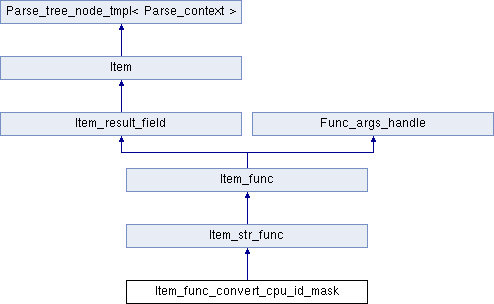 Parse_tree_node_tmpl< Parse_context >
Item
Item_result_field
Func_args_handle
Item_func
Item_str_func
Item_func_convert_cpu_id_mask